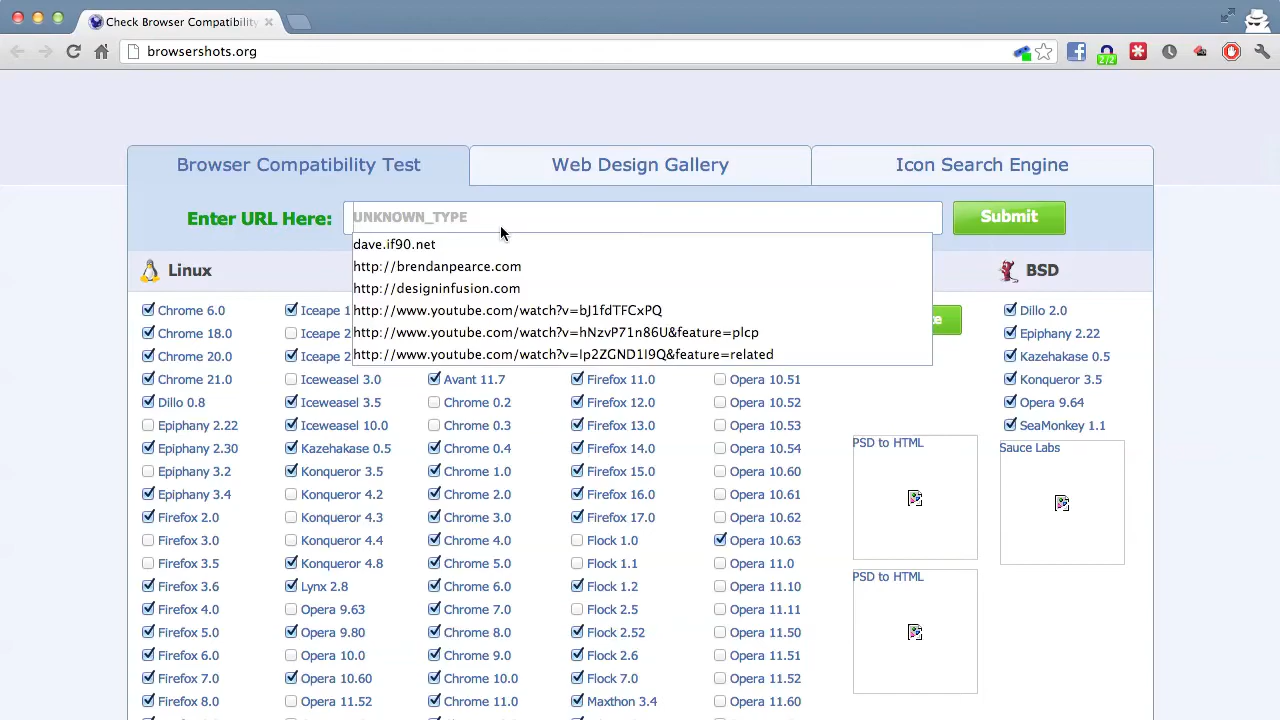 Check Browser Compatibility
browsershots.org
2/2
Browser Compatibility Test
Web Design Gallery
Icon Search Engine
Enter URL Here:
UNKNOWN_TYPE
Submit
dave.if90.net
http://brendanpearce.com
http://designinfusion.com
http://www.youtube.com/watch?v=bJ1fdTFCxPQ
http://www.youtube.com/watch?v=hNzvP71n86U&feature=plcp
http://www.youtube.com/watch?v=lp2ZGND1I9Q&feature=related
Linux
Chrome 6.0
Chrome 18.0
Chrome 20.0
Chrome 21.0
Dillo 0.8
Epiphany 2.22
Epiphany 2.30
Epiphany 3.2
Epiphany 3.4
Firefox 2.0
Firefox 3.0
Firefox 3.5
Firefox 3.6
Firefox 4.0
Firefox 5.0
Firefox 6.0
Firefox 7.0
Firefox 8.0
Iceape 1
Iceape 2
Iceape 2
Iceweasel 3.0
Iceweasel 3.5
Iceweasel 10.0
Kazehakase 0.5
Konqueror 3.5
Konqueror 4.2
Konqueror 4.3
Konqueror 4.4
Konqueror 4.8
Lynx 2.8
Opera 9.63
Opera 9.80
Opera 10.0
Opera 10.60
Opera 11.52
Avant 11.7
Chrome 0.2
Chrome 0.3
Chrome 0.4
Chrome 1.0
Chrome 2.0
Chrome 3.0
Chrome 4.0
Chrome 5.0
Chrome 6.0
Chrome 7.0
Chrome 8.0
Chrome 9.0
Chrome 10.0
Chrome 11.0
Firefox 11.0
Firefox 12.0
Firefox 13.0
Firefox 14.0
Firefox 15.0
Firefox 16.0
Firefox 17.0
Flock 1.0
Flock 1.1
Flock 1.2
Flock 2.5
Flock 2.52
Flock 2.6
Flock 7.0
Maxthon 3.4
Opera 10.51
Opera 10.52
Opera 10.53
Opera 10.54
Opera 10.60
Opera 10.61
Opera 10.62
Opera 10.63
Opera 11.0
Opera 11.10
Opera 11.11
Opera 11.50
Opera 11.51
Opera 11.52
Opera 11.60
PSD to HTML
PSD to HTML
BSD
Dillo 2.0
Epiphany 2.22
Kazehakase 0.5
Konqueror 3.5
Opera 9.64
SeaMonkey 1.1
Sauce Labs